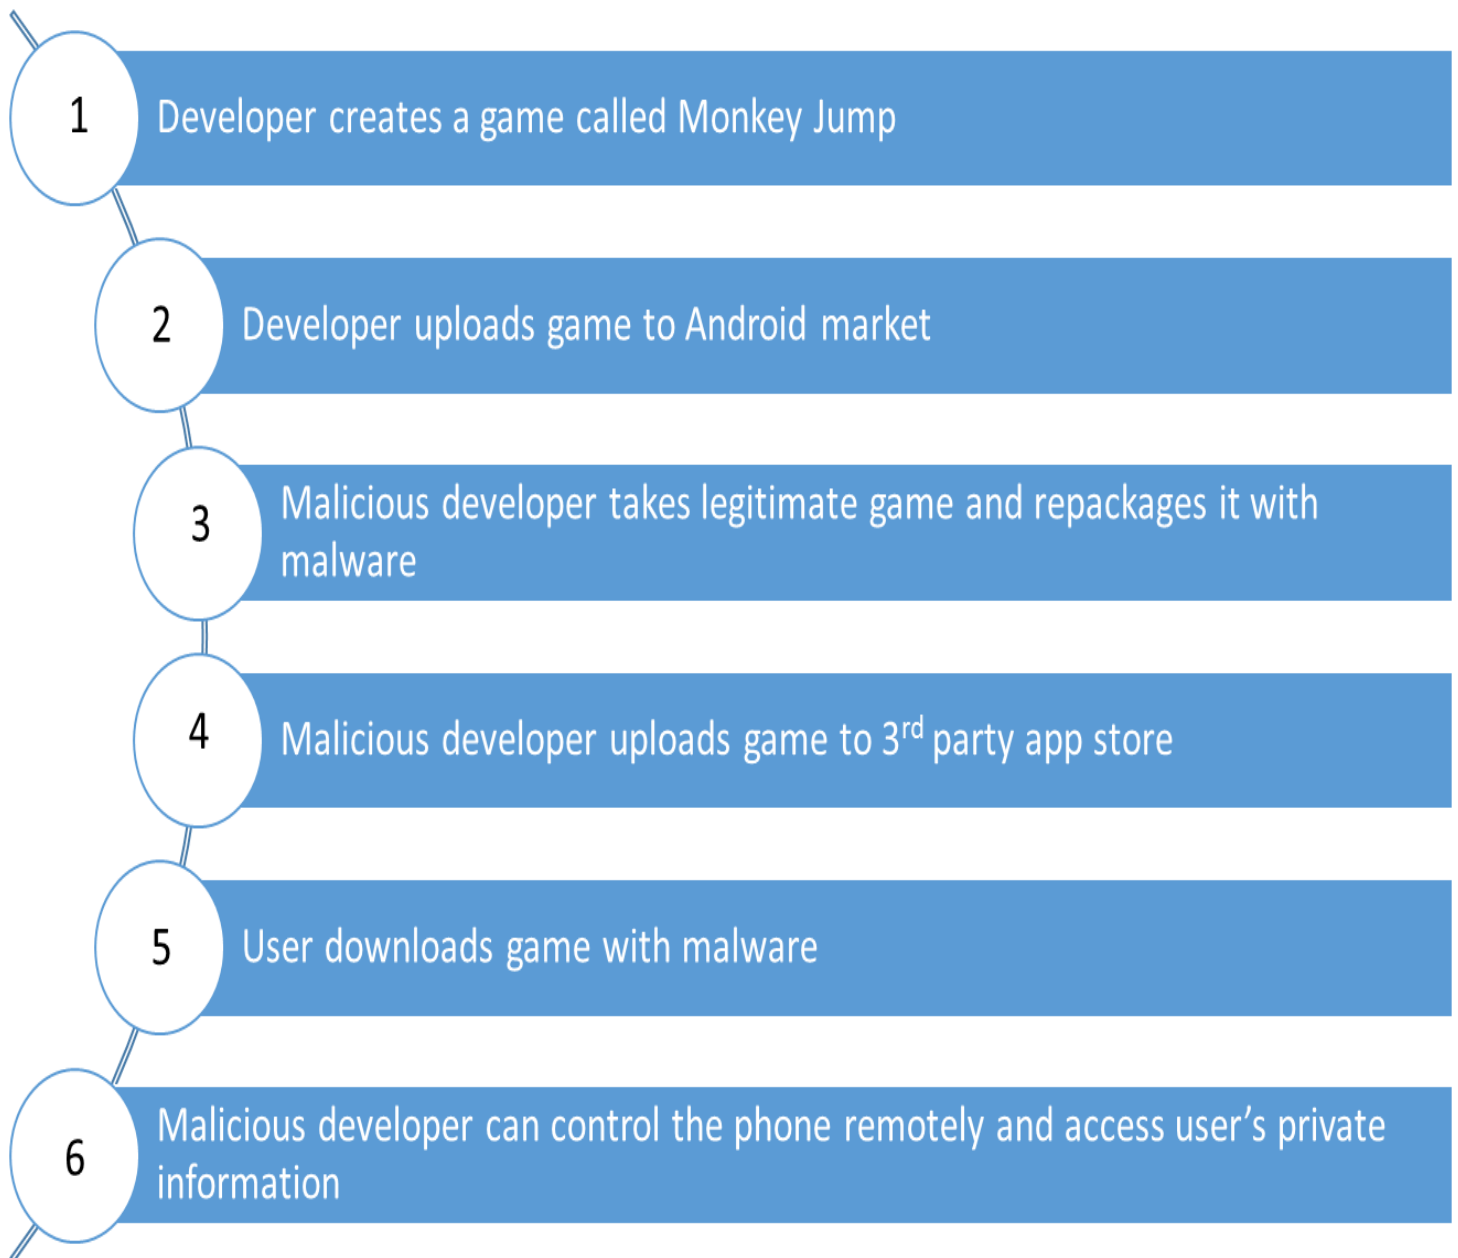 1
Developer creates a game called Monkey Jump
2
Developer uploads game to Android market
3
Malicious developer takes legitimate game and repackages it with
malware
4
Malicious developer uploads game to 3rd party app store
5
User downloads game with malware
6
Malicious developer can control the phone remotely and access user’s private
information